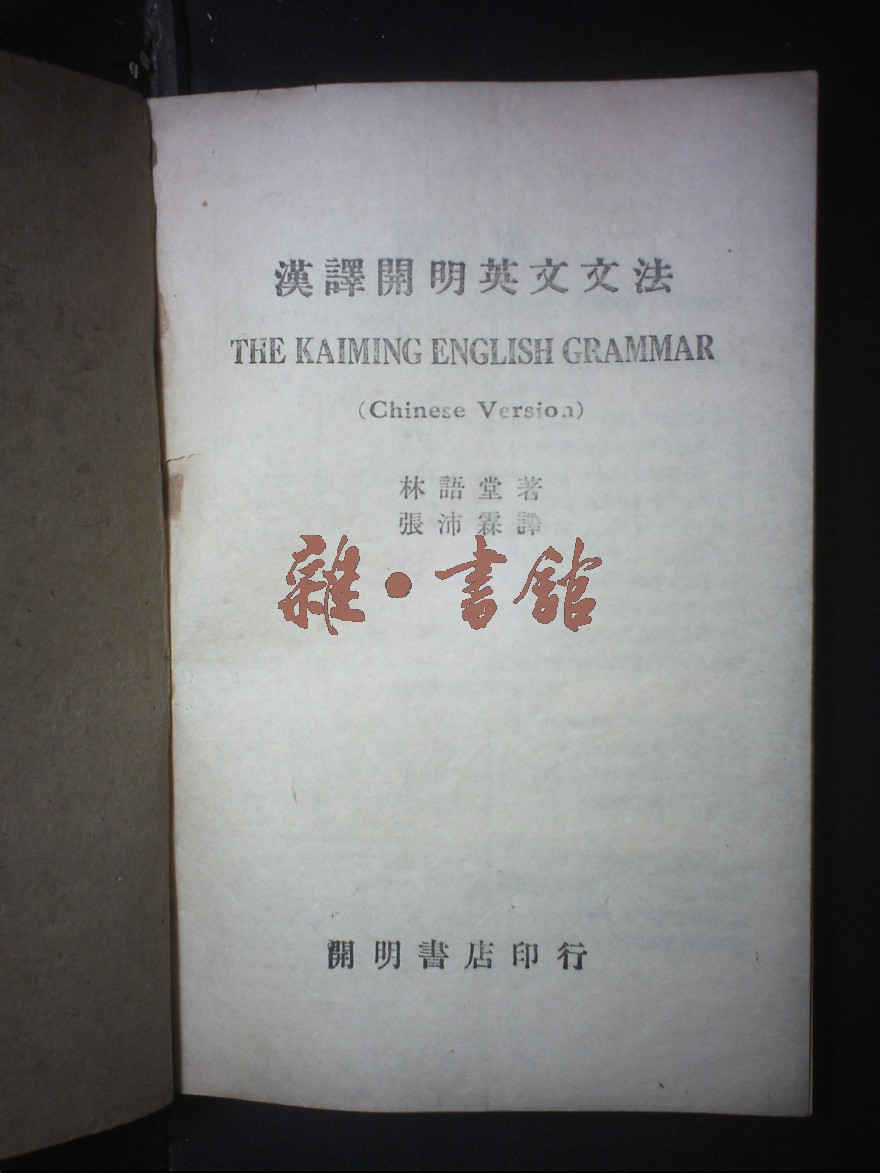 漢譯開明英文文法
THE KAIMING ENGLISH GRAMMAR
(Chinese Version)
林語堂著
張沛霖譯
雜·書館
開明書店印行